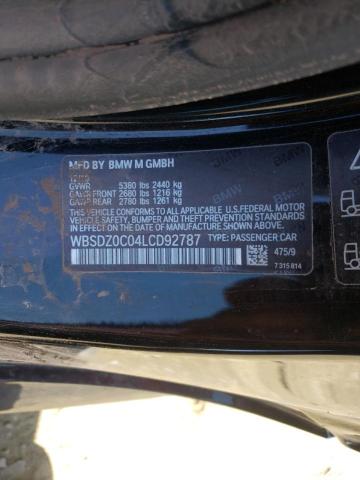 MFD BY BMW M GMBH
12/19
GVWR 5380 lbs 2440 kg
GAWR FRONT 2680 lbs 1216 kg
GAWR REAR 2780 lbs 1261 kg
THIS VEHICLE CONFORMS TO ALL APPLICABLE FEDERAL MOTOR VEHICLE
SAFETY, BUMPER AND THEFT PREVENTION STANDARDS IN EFFECT ON THE
DATE OF MANUFACTURE SHOWN ABOVE.
WBSDZ0C04LCD92787 TYPE: PASSENGER CAR
475/9
7 315 814